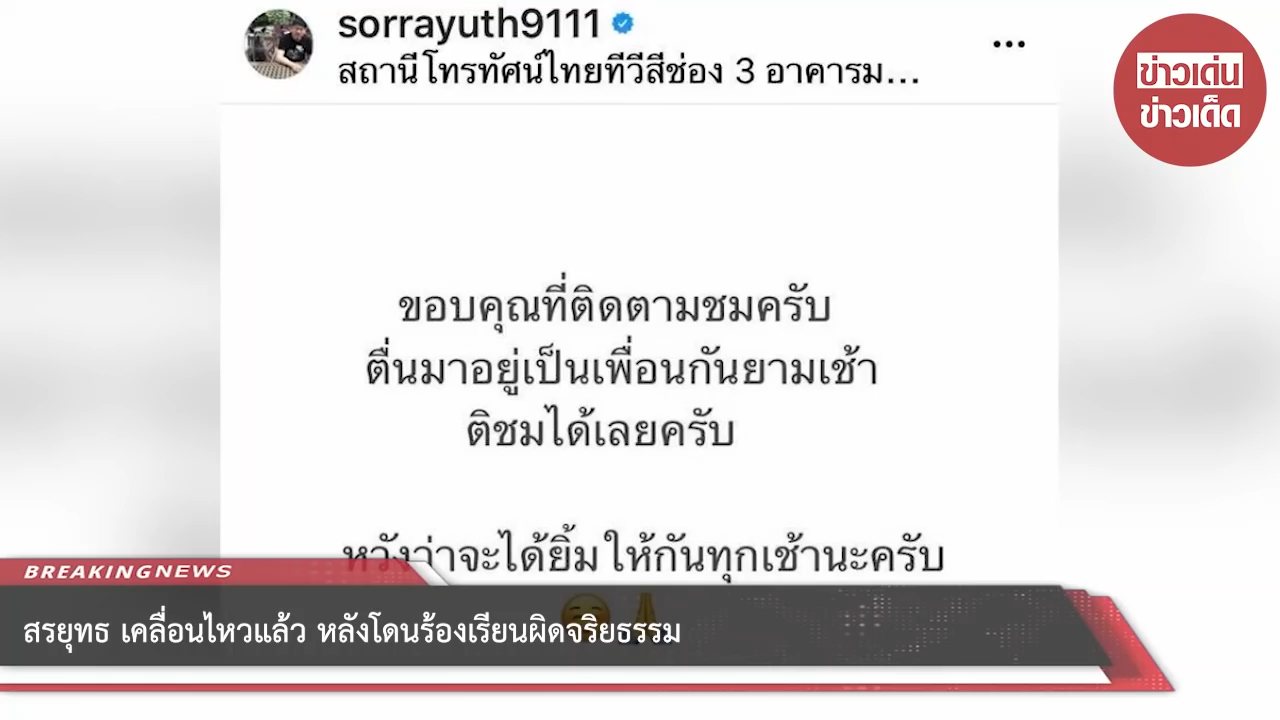 sorrayuth9111
สถานีโทรทัศน์ไทยทีวีสีช่อง 3 อาคารม...
ข่าวเด่น
ข่าวเด็ด
ขอบคุณที่ติดตามชมครับ
ตื่นมาอยู่เป็นเพื่อนกันยามเช้า
ติชมได้เลยครับ
หวังว่าจะได้ยิ้มให้กันทุกเช้านะครับ
BREAKING NEWS
สรยุทธ เคลื่อนไหวแล้ว หลังโดนร้องเรียนผิดจริยธรรม